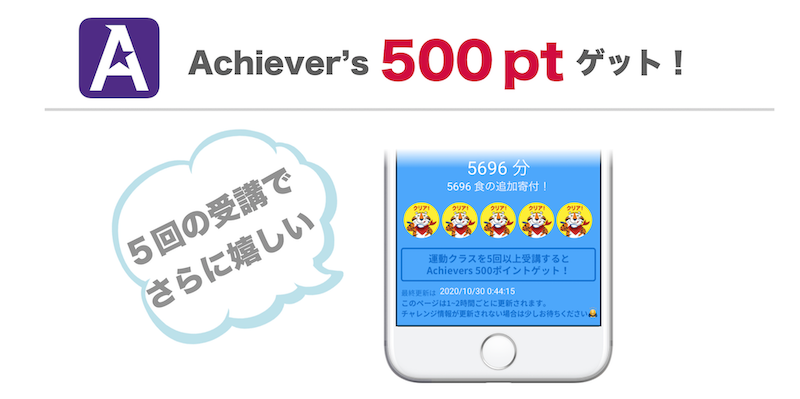 A
Achiever's 500 pt ゲット！
5回の受講で
さらに嬉しい
5696 分
5696 食の追加寄付！
クリア！ クリア！ クリア！ クリア！ クリア！
運動クラスを5回以上受講すると
Achievers 500ポイントゲット！
最終更新は 2020/10/30 0:44:15
このページは1~2時間ごとに更新されます。
チャレンジ情報が更新されない場合は少しお待ちください